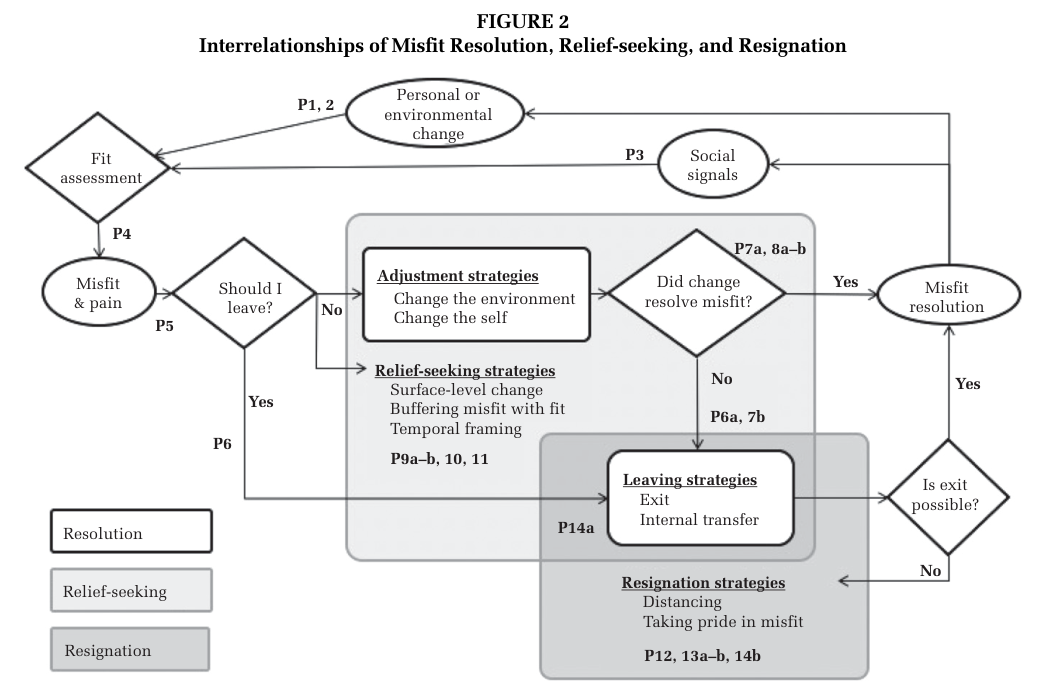 FIGURE 2
Interrelationships of Misfit Resolution, Relief-seeking, and Resignation
P1, 2
Personal or
environmental
change
Fit
assessment
P3
Social
signals
P4
Misfit
& pain
P5
Should I
leave?
No
Adjustment strategies
Change the environment
Change the self
P7a, 8a–b
Did change
resolve misfit?
Yes
Misfit
resolution
Relief-seeking strategies
Surface-level change
Buffering misfit with fit
Temporal framing
P9a–b, 10, 11
No
P6a, 7b
Yes
Yes
P6
Leaving strategies
Exit
Internal transfer
P14a
Is exit
possible?
No
Resignation strategies
Distancing
Taking pride in misfit
P12, 13a–b, 14b
Resolution
Relief-seeking
Resignation